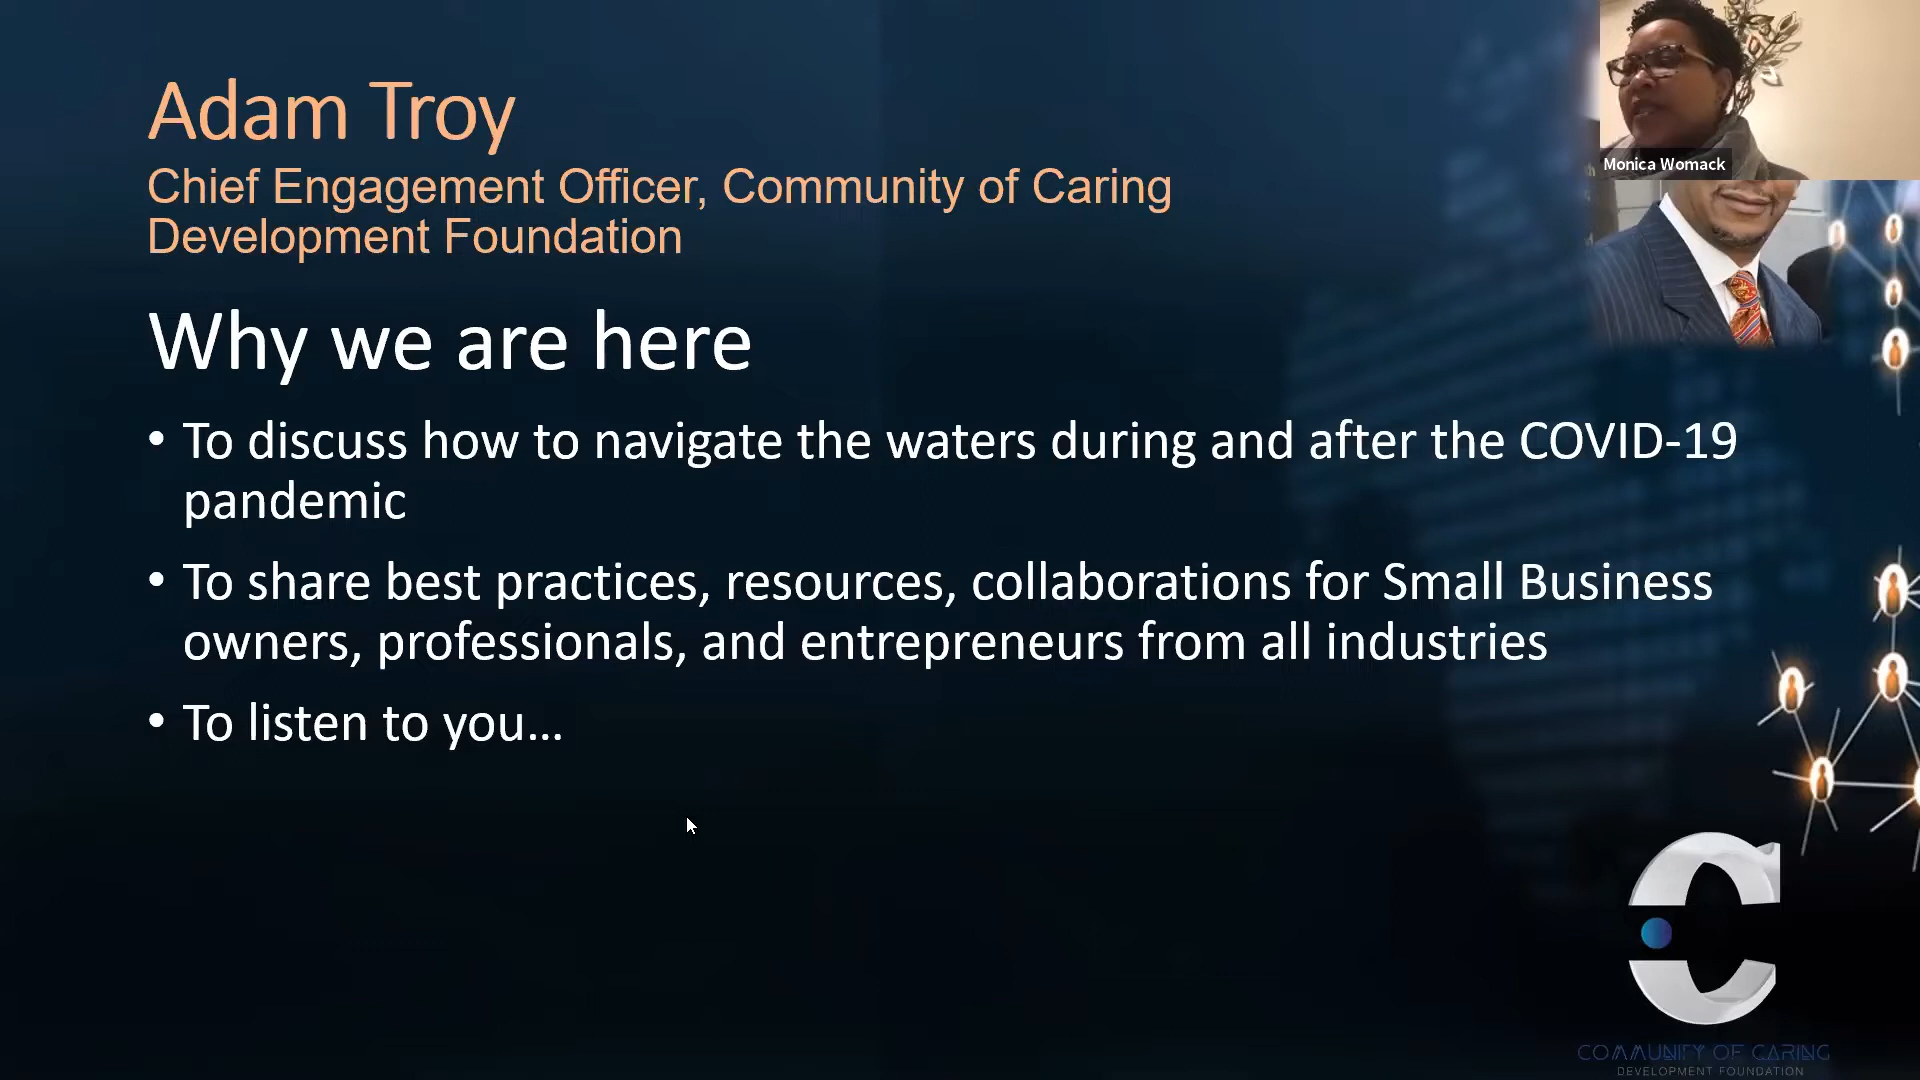 Adam Troy
Chief Engagement Officer, Community of Caring
Development Foundation
Why we are here
• To discuss how to navigate the waters during and after the COVID-19
pandemic
• To share best practices, resources, collaborations for Small Business
owners, professionals, and entrepreneurs from all industries
• To listen to you...
Monica Womack
C
COMMUNITY OF CARING
DEVELOPMENT FOUNDATION